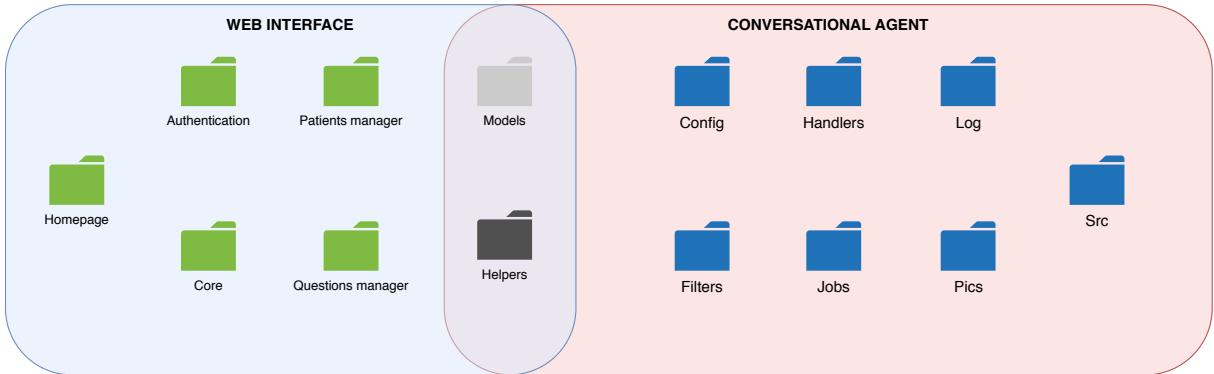 WEB INTERFACE
CONVERSATIONAL AGENT
Authentication
Patients manager
Models
Config
Handlers
Log
Homepage
Src
Core
Questions manager
Helpers
Filters
Jobs
Pics